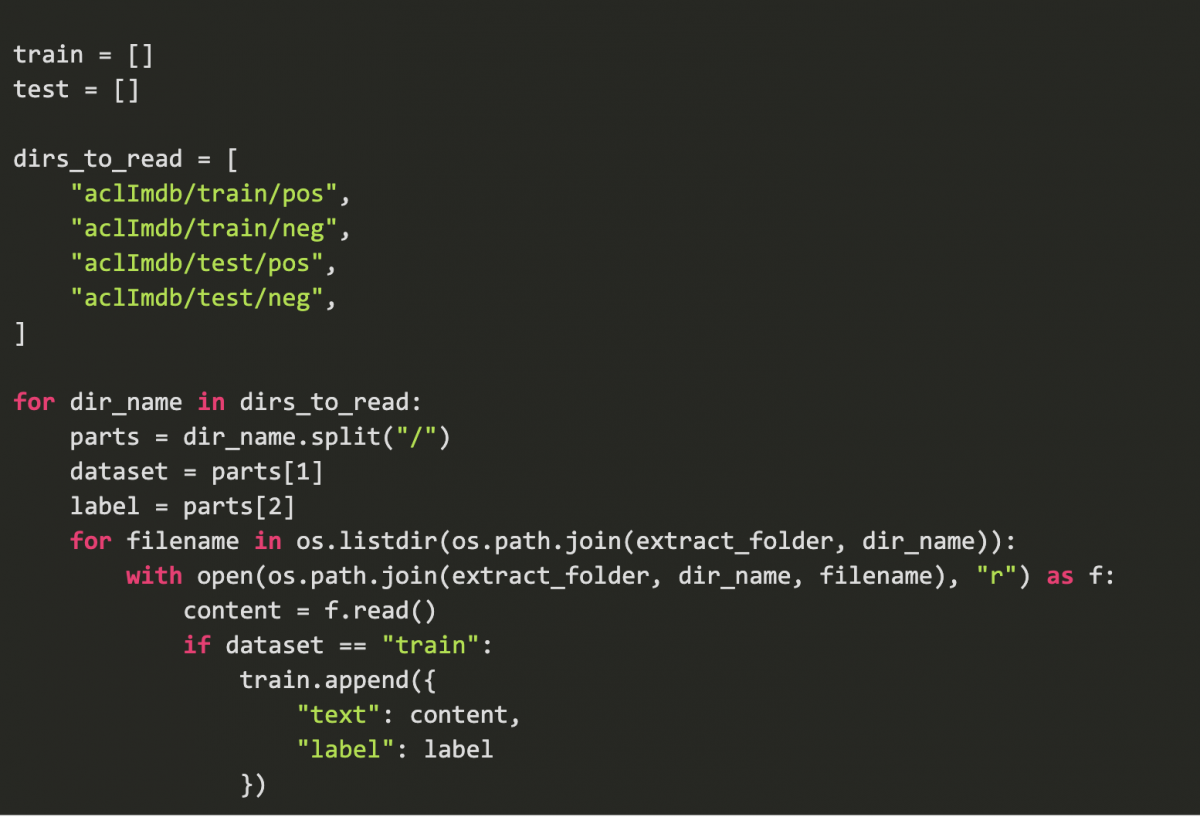 train = []
test = []

dirs_to_read = [
    "aclImdb/train/pos",
    "aclImdb/train/neg",
    "aclImdb/test/pos",
    "aclImdb/test/neg",
]

for dir_name in dirs_to_read:
    parts = dir_name.split("/")
    dataset = parts[1]
    label = parts[2]
    for filename in os.listdir(os.path.join(extract_folder, dir_name)):
        with open(os.path.join(extract_folder, dir_name, filename), "r") as f:
            content = f.read()
            if dataset == "train":
                train.append({
                    "text": content,
                    "label": label
                })